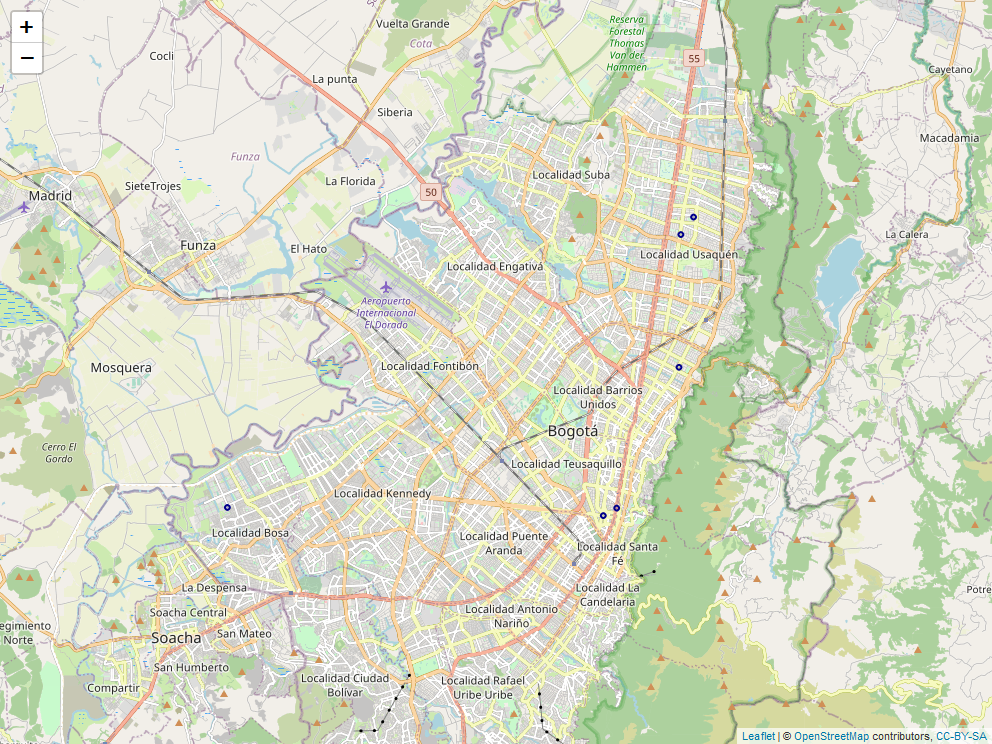 +
−
Vuelta Grande
Cota
Cocli
La punta
Siberia
Reserva
Forestal
Thomas
Van der
Hammen
55
Cayetano
Macadamia
Funza
La Florida
SieteTrojes
50
Localidad Suba
Madrid
Funza
El Hato
La Calera
Localidad Usaquén
Localidad Engativá
Aeropuerto
Internacional
El Dorado
Mosquera
Localidad Fontibón
Localidad Barrios
Unidos
Bogotá
Cerro El
Gordo
Localidad Teusaquillo
Localidad Kennedy
Localidad Bosa
Localidad Puente
Aranda
Localidad Santa
Fé
La Despensa
Localidad La
Candelaria
Potre
Soacha Central
Localidad Antonio
Nariño
egimiento
Norte
Soacha
San Mateo
San Humberto
Compartir
Localidad Ciudad
Bolívar
Localidad Rafael
Uribe Uribe
Leaflet | © OpenStreetMap contributors, CC-BY-SA